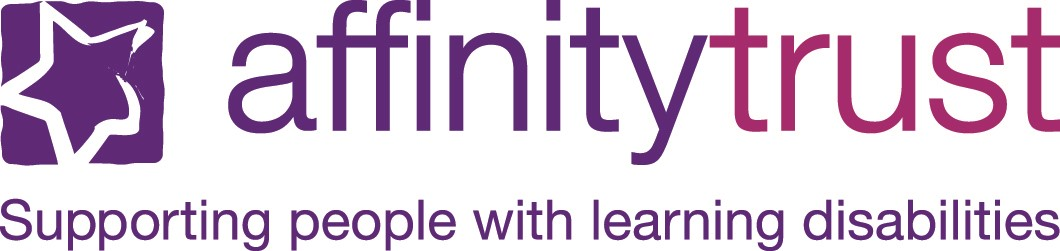 affinitytrust
Supporting people with learning disabilities